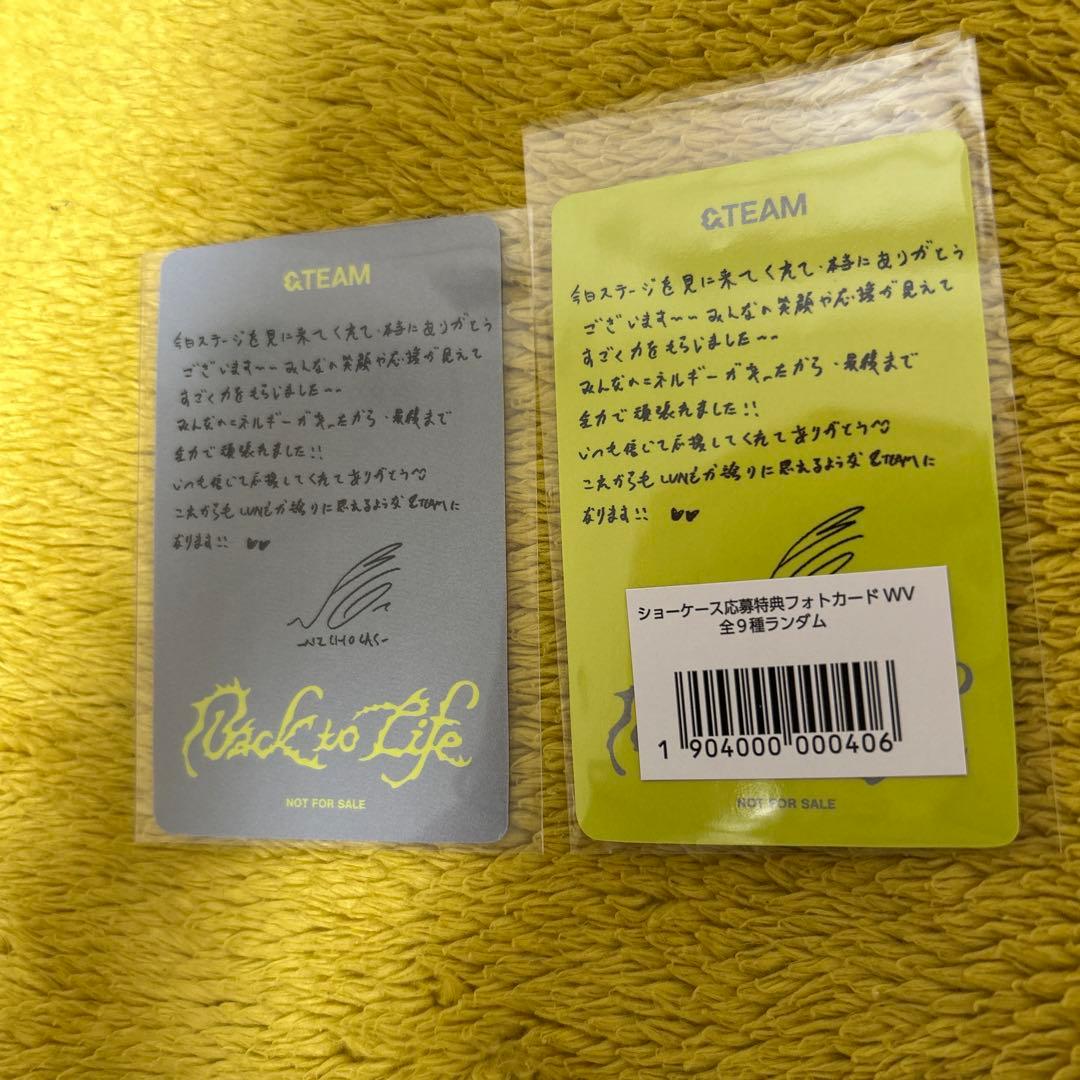 &TEAM
今日ステージを見に来てくれて、本当にありがとう
ございます〜〜みんなの笑顔や応援が見えて
すごく力をもらいました〜〜
みんなのエネルギーがあったから、最後まで
全力で頑張れました!!
いつも信じて応援してくれてありがとう
これからもLUNÉが誇りに思えるような&TEAMに
なります!! ♥♥
NICHOLAS
Back to Life
NOT FOR SALE
&TEAM
今日ステージを見に来てくれて、本当にありがとう
ございます〜〜みんなの笑顔や応援が見えて
すごく力をもらいました〜〜
みんなのエネルギーがあったから、最後まで
全力で頑張れました!!
いつも信じて応援してくれてありがとう
これからもLUNÉが誇りに思えるような&TEAMに
なります!! ♥♥
ショーケース応募特典フォトカード WV
全9種ランダム
1 904000 000406
NOT FOR SALE